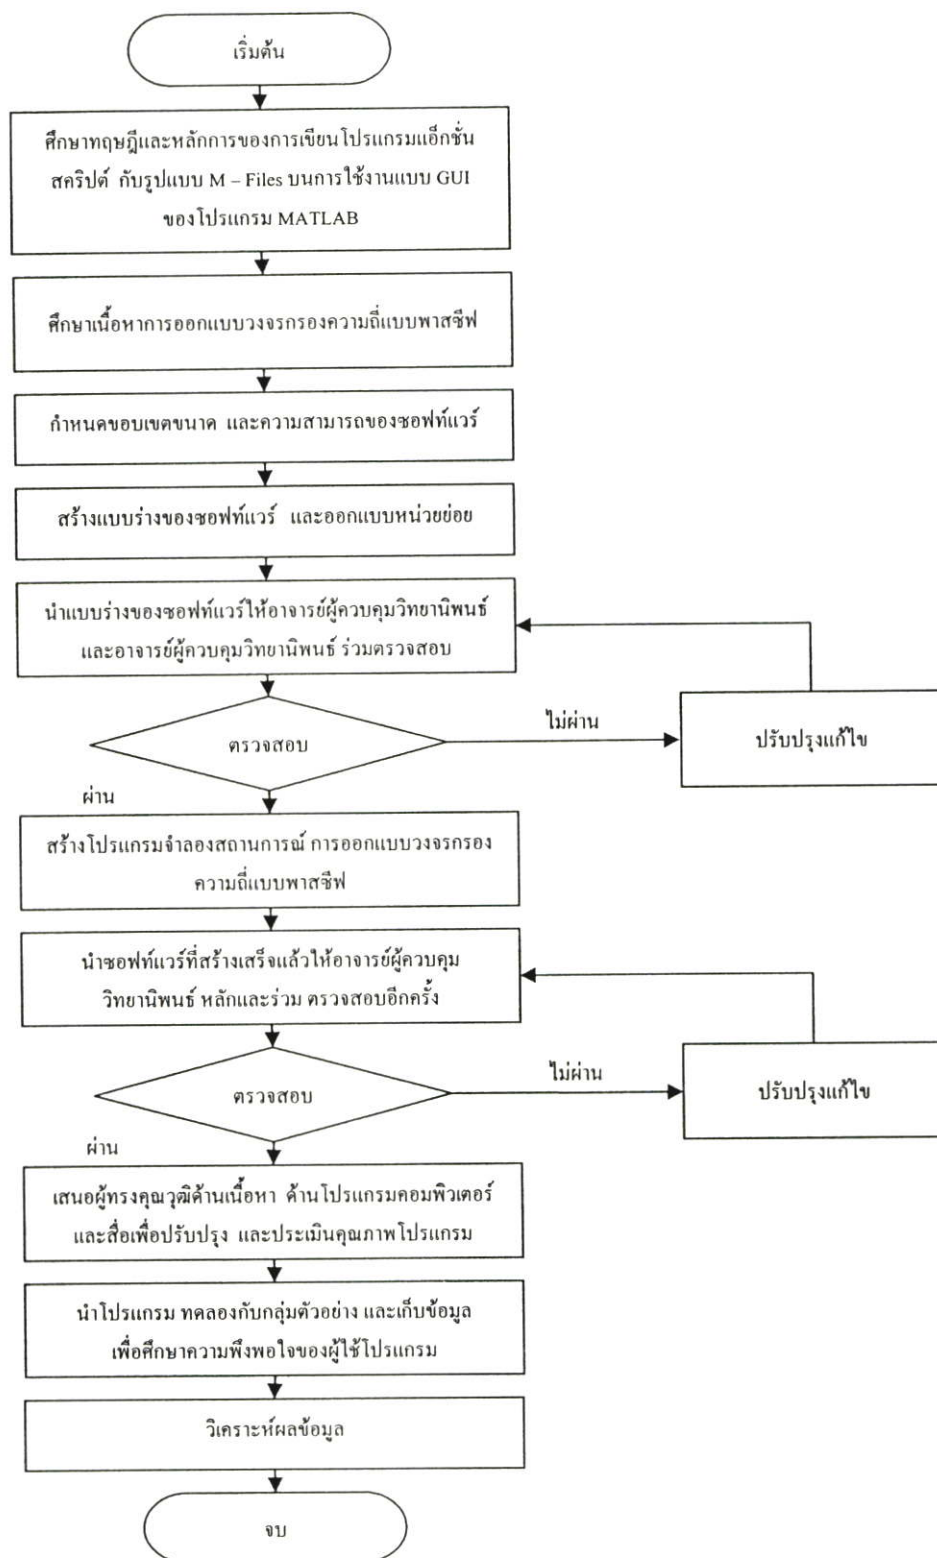 เริ่มต้น
ศึกษาทฤษฎีและหลักการของการเขียนโปรแกรมแอ็กชั่น
สคริปต์ กับรูปแบบ M – Files บนการใช้งานแบบ GUI
ของโปรแกรม MATLAB
ศึกษาเนื้อหาการออกแบบวงจรกรองความถี่แบบพาสซีฟ
กำหนดขอบเขตขนาด และความสามารถของซอฟท์แวร์
สร้างแบบร่างของซอฟท์แวร์ และออกแบบหน่วยย่อย
นำแบบร่างของซอฟท์แวร์ให้อาจารย์ผู้ควบคุมวิทยานิพนธ์
และอาจารย์ผู้ควบคุมวิทยานิพนธ์ ร่วมตรวจสอบ
ตรวจสอบ
ไม่ผ่าน
ปรับปรุงแก้ไข
ผ่าน
สร้างโปรแกรมจำลองสถานการณ์ การออกแบบวงจรกรอง
ความถี่แบบพาสซีฟ
นำซอฟท์แวร์ที่สร้างเสร็จแล้วให้อาจารย์ผู้ควบคุม
วิทยานิพนธ์ หลักและร่วม ตรวจสอบอีกครั้ง
ตรวจสอบ
ไม่ผ่าน
ปรับปรุงแก้ไข
ผ่าน
เสนอผู้ทรงคุณวุฒิด้านเนื้อหา ด้านโปรแกรมคอมพิวเตอร์
และสื่อเพื่อปรับปรุง และประเมินคุณภาพโปรแกรม
นำโปรแกรม ทดลองกับกลุ่มตัวอย่าง และเก็บข้อมูล
เพื่อศึกษาความพึงพอใจของผู้ใช้โปรแกรม
วิเคราะห์ผลข้อมูล
จบ